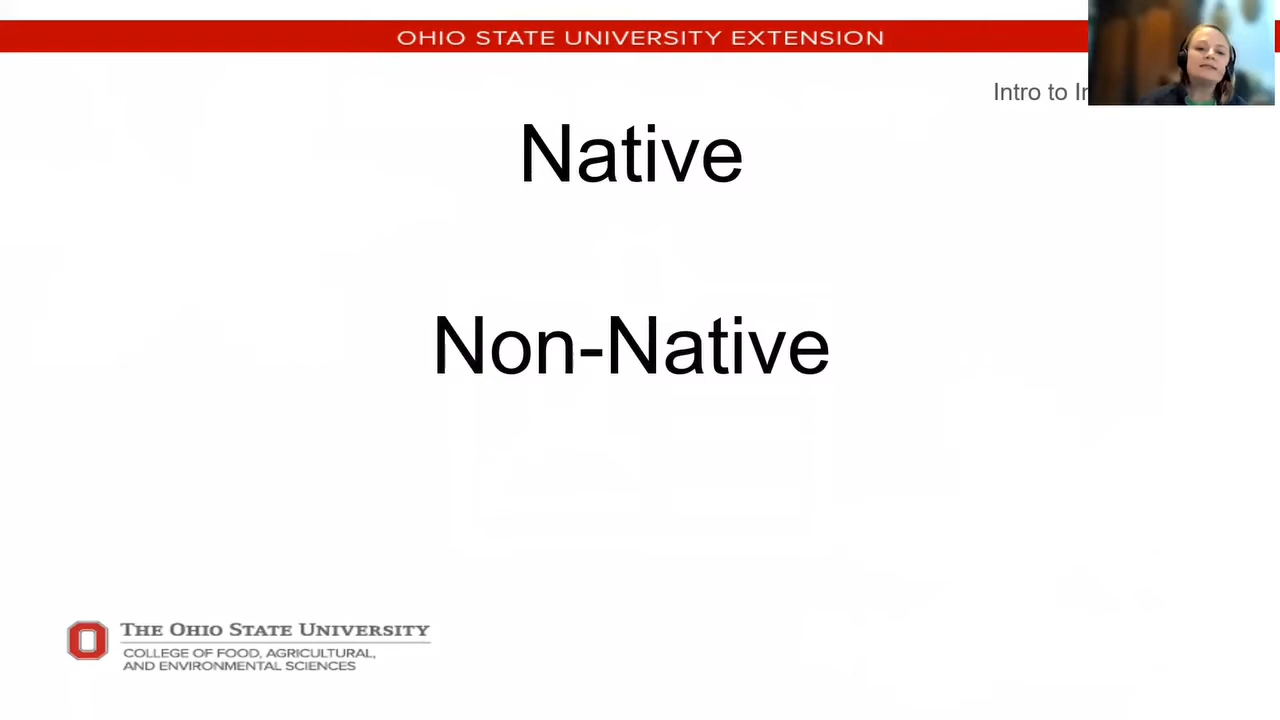 OHIO STATE UNIVERSITY EXTENSION
Intro to
Native
Non-Native
THE OHIO STATE UNIVERSITY
COLLEGE OF FOOD, AGRICULTURAL,
AND ENVIRONMENTAL SCIENCES